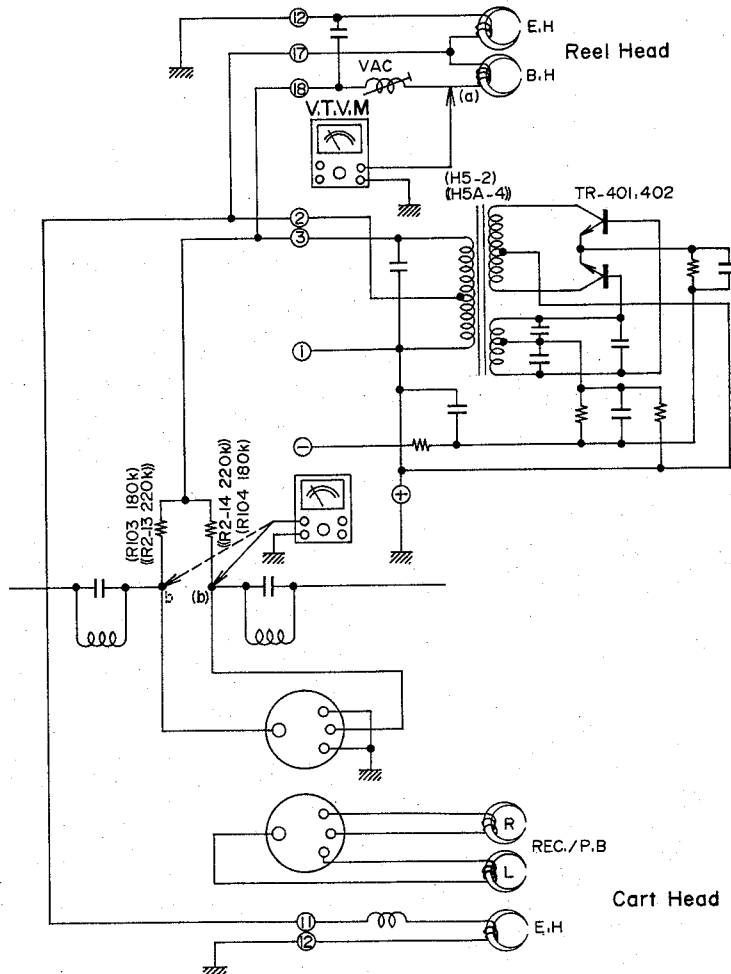 ⑫
E.H
Reel Head
⑰
VAC
B.H
⑱
(a)
V.T.V.M
(H5-2)
((H5A-4))
TR-401,402
②
③
①
⊖
(R103 180k)
((R2-13 220k))
((R2-14 220k))
(R104 180k)
⊕
b
(b)
R
REC./P.B
L
Cart Head
⑪
E.H
⑫